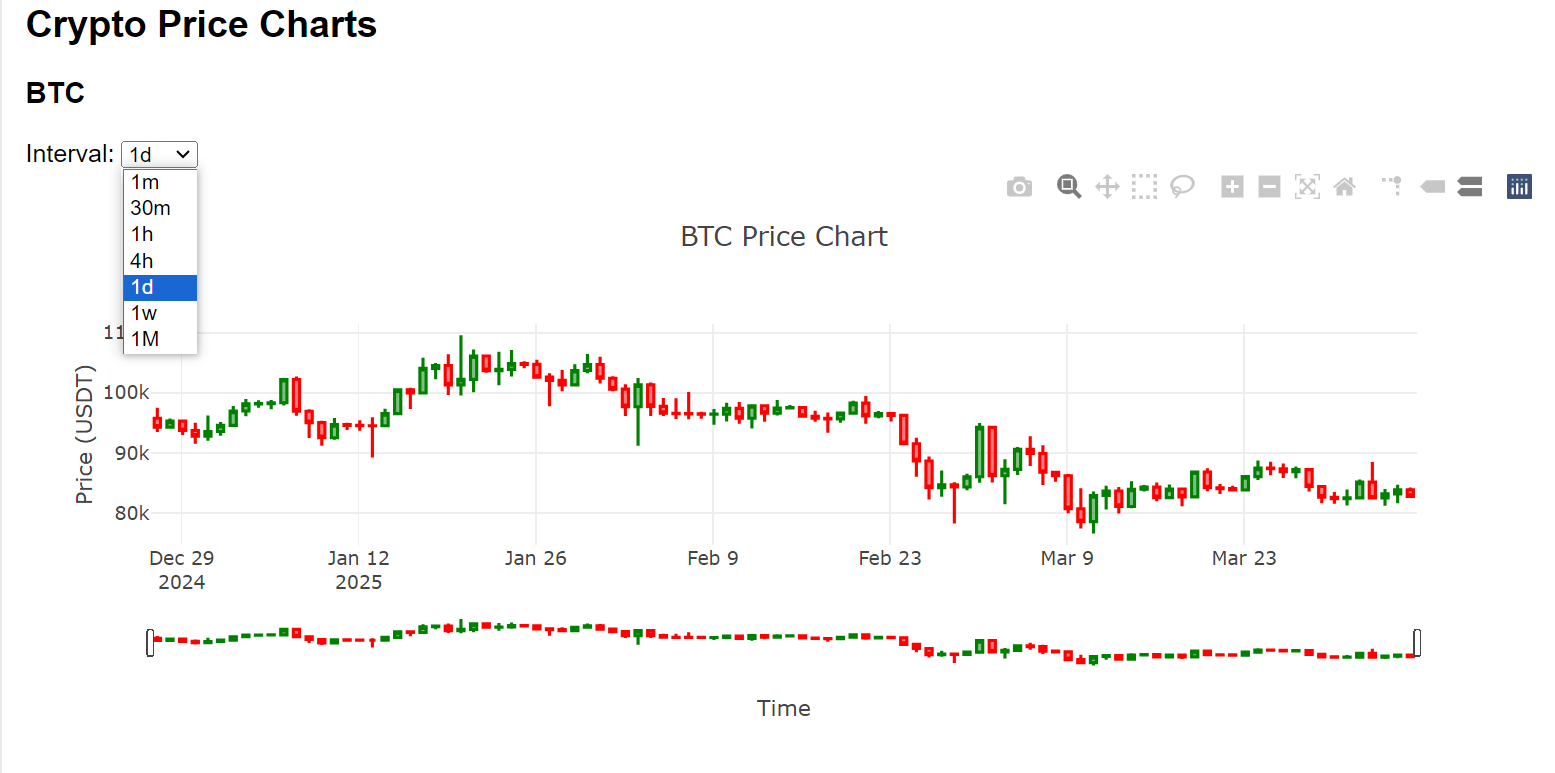 Crypto Price Charts
BTC
Interval: 1d
1m
30m
1h
4h
1d
1w
1M
BTC Price Chart
Price (USDT)
100k
90k
80k
Dec 29 Jan 12 Jan 26 Feb 9 Feb 23 Mar 9 Mar 23
2024 2025
Time